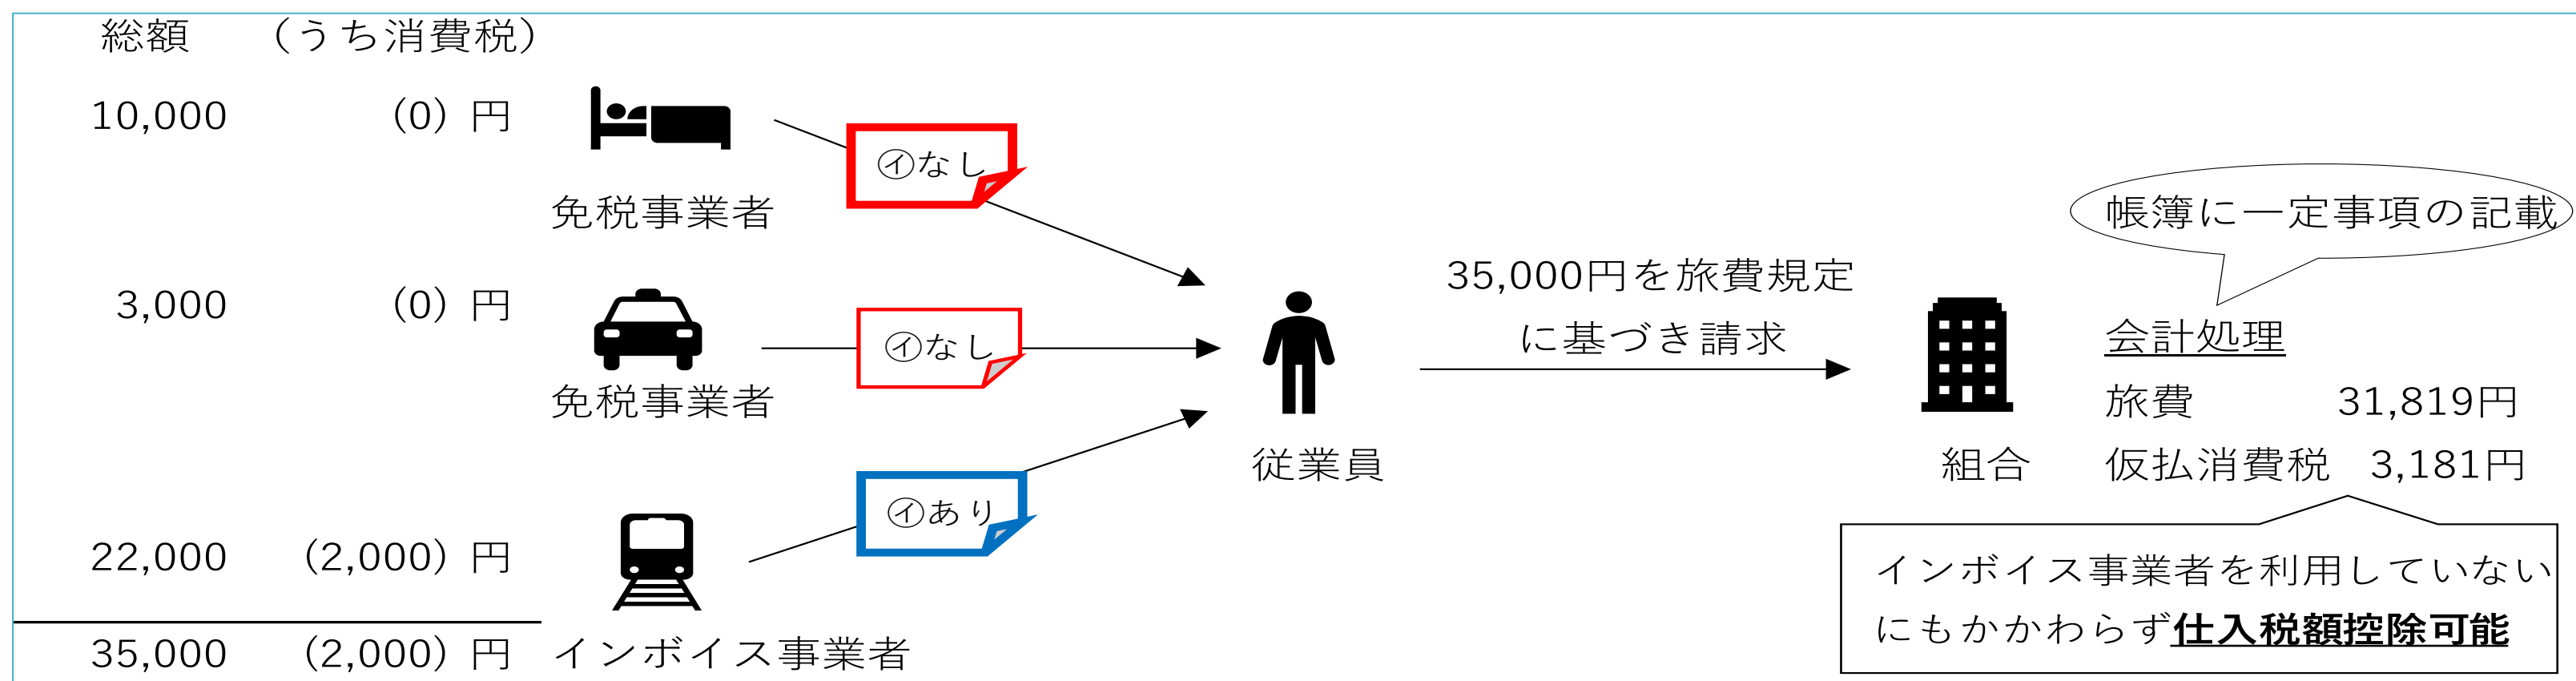 総額 （うち消費税）
10,000 (0) 円
免税事業者
㋑なし
3,000 (0) 円
免税事業者
㋑なし
22,000 (2,000) 円
インボイス事業者
㋑あり
35,000 (2,000) 円
従業員
35,000円を旅費規定
に基づき請求
組合
帳簿に一定事項の記載
会計処理
旅費 31,819円
仮払消費税 3,181円
インボイス事業者を利用していない
にもかかわらず仕入税額控除可能